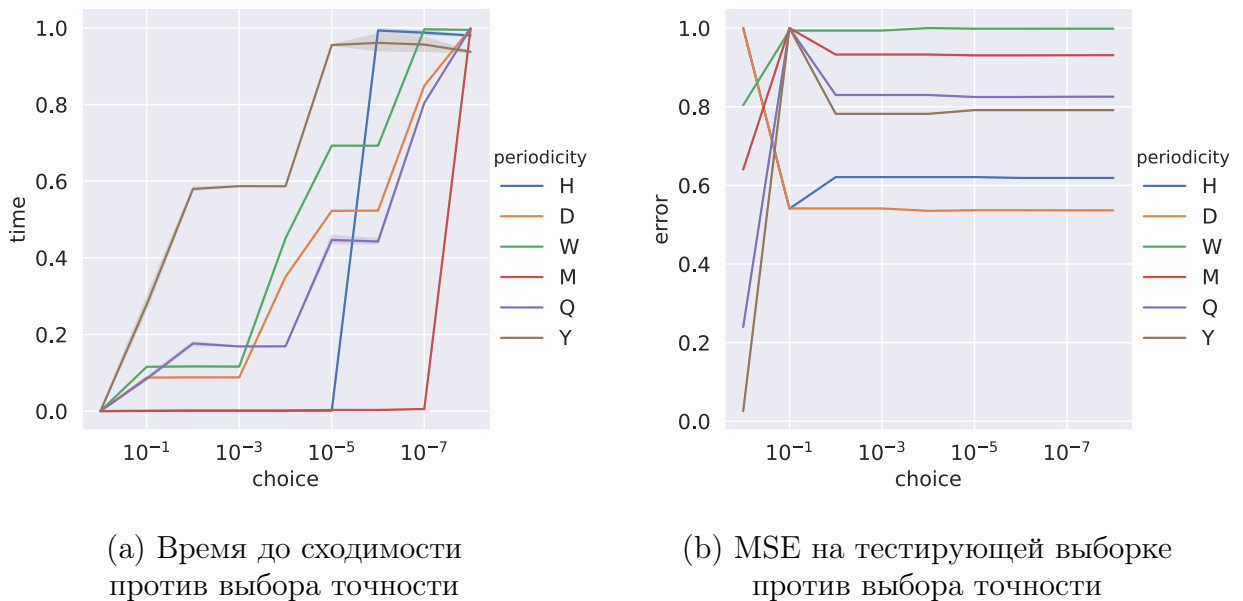 1.0
0.8
0.6
0.4
0.2
0.0
time
10⁻¹
10⁻³
10⁻⁵
10⁻⁷
choice
periodicity
H
D
W
M
Q
Y
1.0
0.8
0.6
0.4
0.2
0.0
error
10⁻¹
10⁻³
10⁻⁵
10⁻⁷
choice
periodicity
H
D
W
M
Q
Y
(a) Время до сходимости
против выбора точности
(b) MSE на тестирующей выборке
против выбора точности